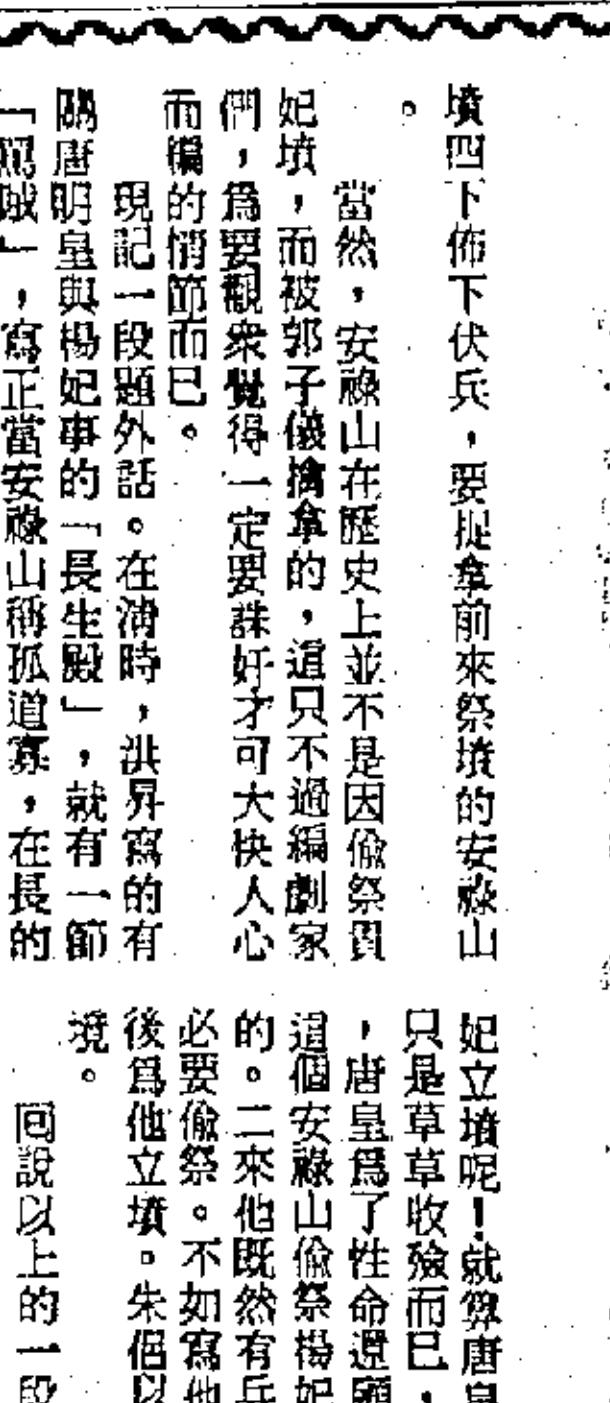 墳四下佈下伏兵，要捉拿前來祭墳的安祿山
。
當然，安祿山在歷史上並不是因偸祭貴
妃墳，而被郭子儀擒拿的，這只不過編劇家
們，爲要觀衆覺得一定要誅奸才可大快人心
而編的情節而已。
現記一段題外話。在淸時，洪昇寫的有
關唐明皇與楊妃事的「長生殿」，就有一節
「罵賊」，寫正當安祿山稱孤道寡，在長的
妃立墳呢！就算唐皇
只是草草收殮而已，
，唐皇爲了性命還顧
這個安祿山偸祭楊妃
的。二來他既然有兵
必要偸祭。不如寫他
後爲他立墳。朱侶以
境。
回說以上的一段